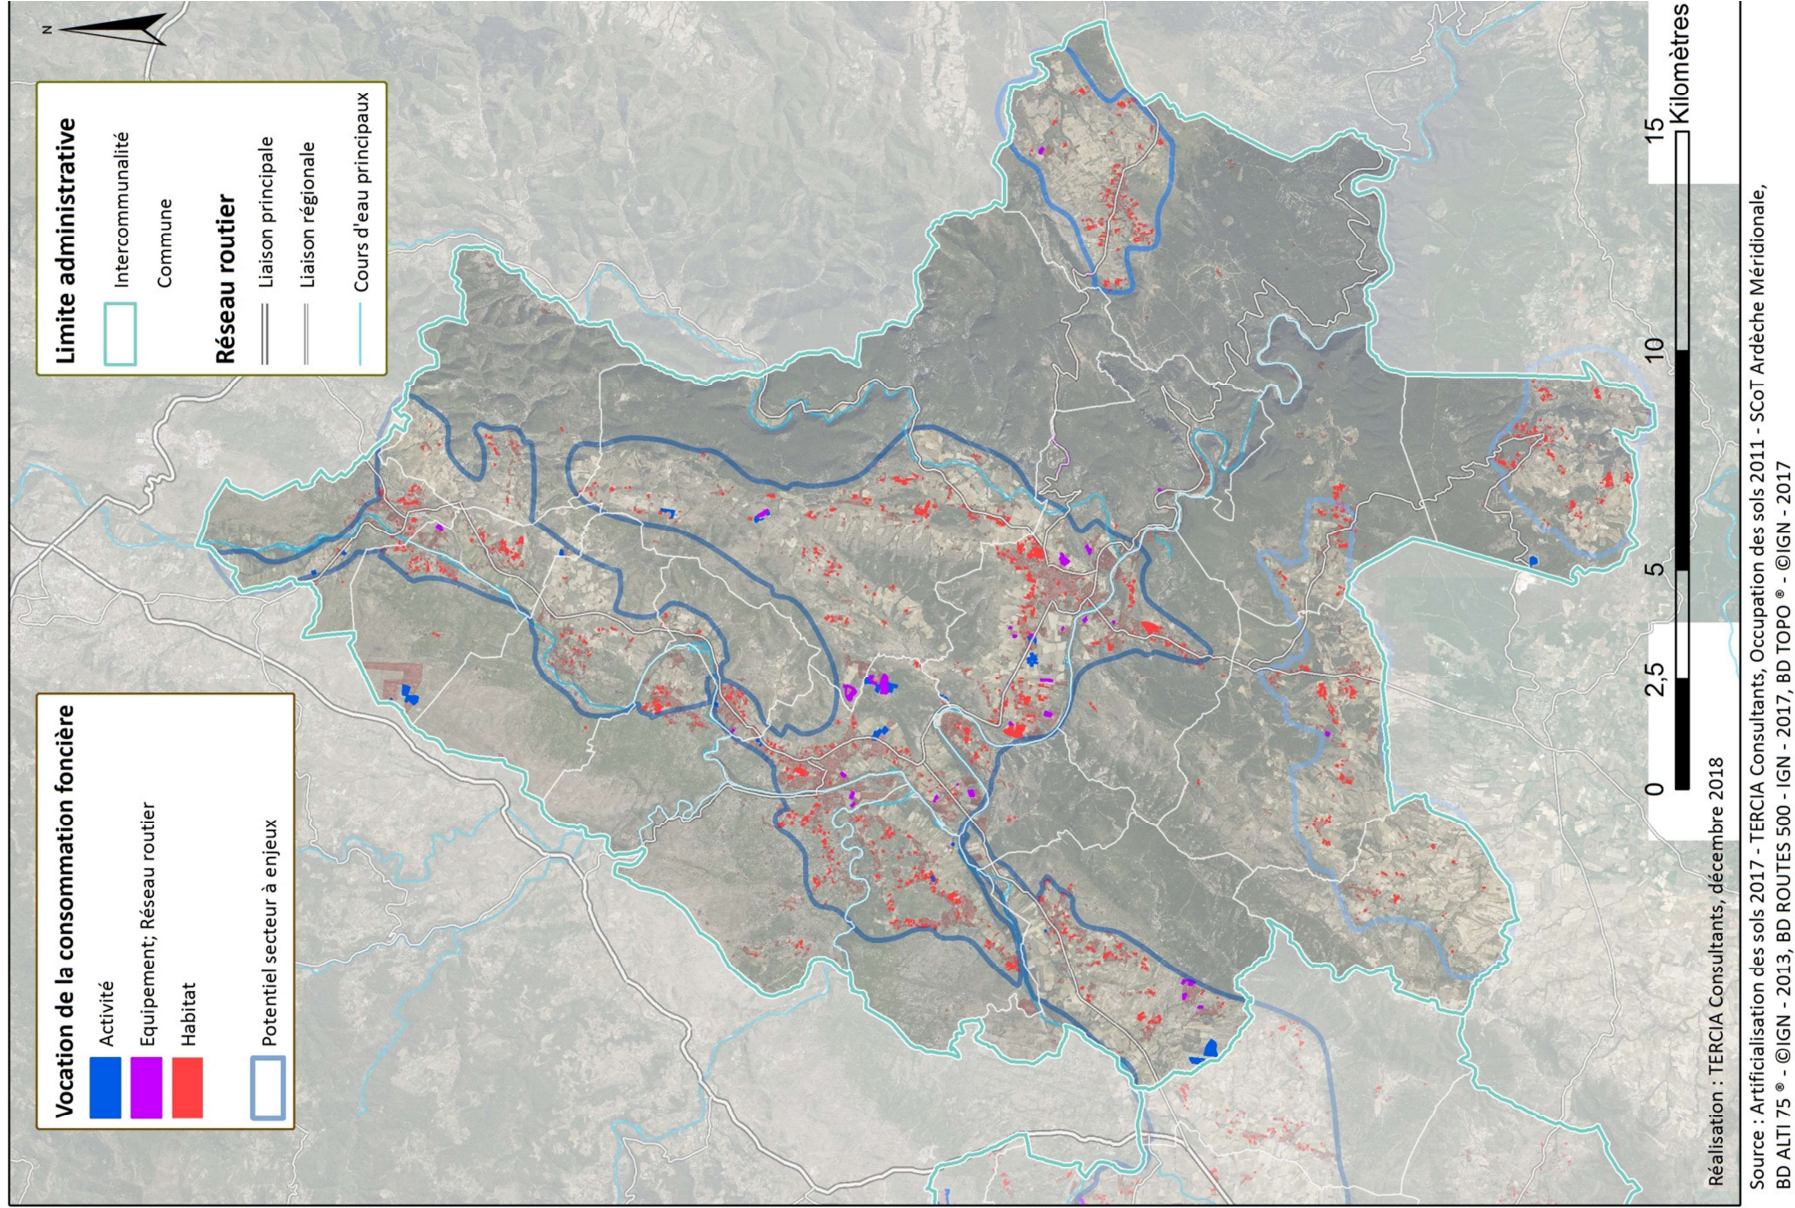 N
Vocation de la consommation foncière
Activité
Equipement; Réseau routier
Habitat
Potentiel secteur à enjeux
Limite administrative
Intercommunalité
Commune
Réseau routier
Liaison principale
Liaison régionale
Cours d'eau principaux
0 2,5 5 10 15
Kilomètres
Réalisation : TERCIA Consultants, décembre 2018
Source : Artificialisation des sols 2017 - TERCIA Consultants, Occupation des sols 2011 - SCoT Ardèche Méridionale,
BD ALTI 75 ® - ©IGN - 2013, BD ROUTES 500 - IGN - 2017, BD TOPO ® - ©IGN - 2017